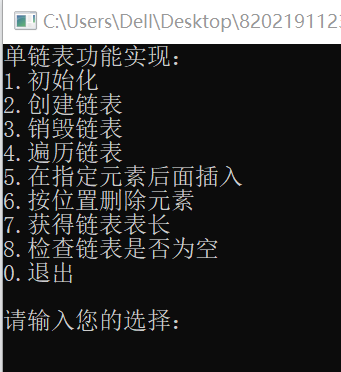 C:\Users\Dell\Desktop\820219112
单链表功能实现:
1.初始化
2.创建链表
3.销毁链表
4.遍历链表
5.在指定元素后面插入
6.按位置删除元素
7.获得链表表长
8.检查链表是否为空
0.退出
请输入您的选择: